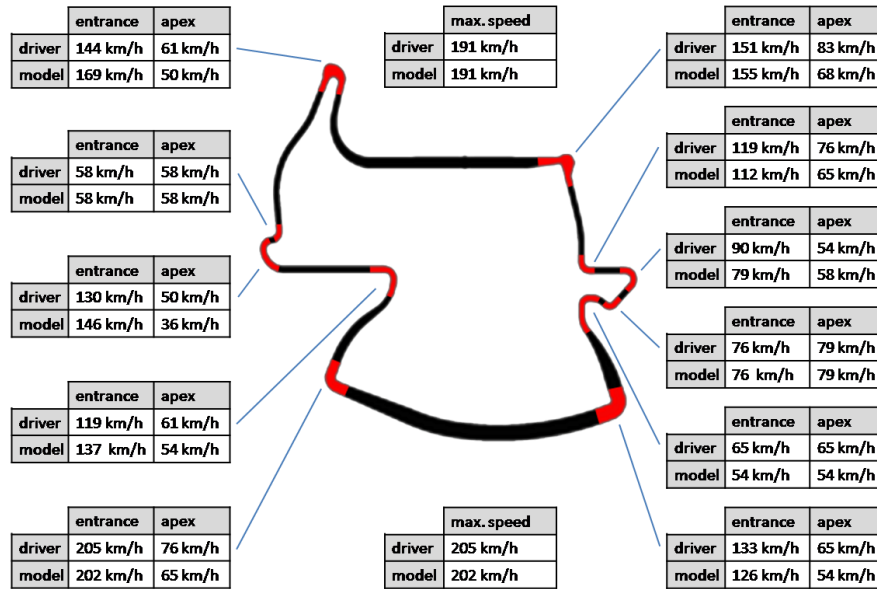 entrance apex
driver 144 km/h 61 km/h
model 169 km/h 50 km/h
max. speed
driver 191 km/h
model 191 km/h
entrance apex
driver 151 km/h 83 km/h
model 155 km/h 68 km/h
entrance apex
driver 119 km/h 76 km/h
model 112 km/h 65 km/h
entrance apex
driver 58 km/h 58 km/h
model 58 km/h 58 km/h
entrance apex
driver 90 km/h 54 km/h
model 79 km/h 58 km/h
entrance apex
driver 130 km/h 50 km/h
model 146 km/h 36 km/h
entrance apex
driver 76 km/h 79 km/h
model 76 km/h 79 km/h
entrance apex
driver 119 km/h 61 km/h
model 137 km/h 54 km/h
entrance apex
driver 65 km/h 65 km/h
model 54 km/h 54 km/h
entrance apex
driver 205 km/h 76 km/h
model 202 km/h 65 km/h
max. speed
driver 205 km/h
model 202 km/h
entrance apex
driver 133 km/h 65 km/h
model 126 km/h 54 km/h